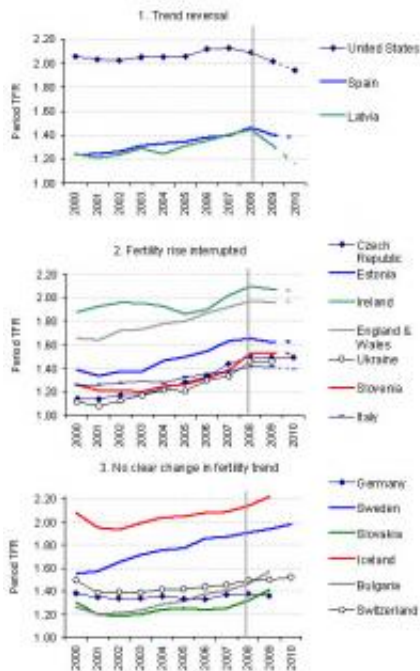 1. Trend reversal
2.20
2.00
1.80
1.60
1.40
1.20
1.00
Period TFR
2000
2001
2002
2003
2004
2005
2006
2007
2008
2009
2010
United States
Spain
Latvia
2. Fertility rise interrupted
2.20
2.00
1.80
1.60
1.40
1.20
1.00
Period TFR
2000
2001
2002
2003
2004
2005
2006
2007
2008
2009
2010
Czech
Republic
Estonia
Ireland
England &
Wales
Ukraine
Slovenia
Italy
3. No clear change in fertility trend
2.20
2.00
1.80
1.60
1.40
1.20
1.00
Period TFR
2000
2001
2002
2003
2004
2005
2006
2007
2008
2009
2010
Germany
Sweden
Slovakia
Iceland
Bulgaria
Switzerland